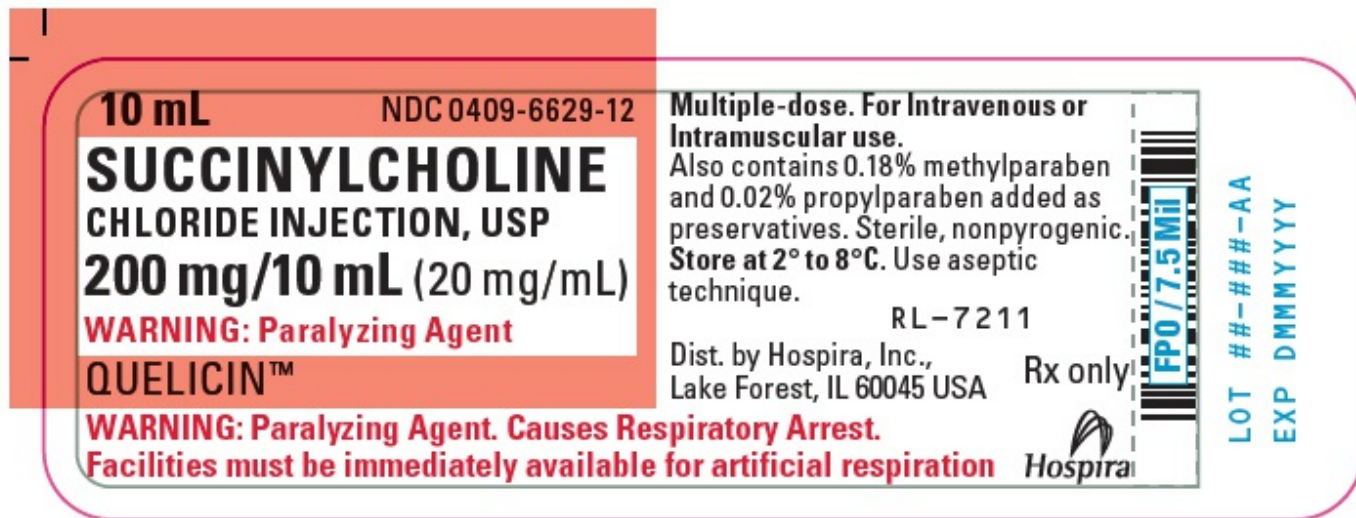 10 mL NDC 0409-6629-12
SUCCINYLCHOLINE
CHLORIDE INJECTION, USP
200 mg/10 mL (20 mg/mL)
WARNING: Paralyzing Agent
QUELICIN™
WARNING: Paralyzing Agent. Causes Respiratory Arrest.
Facilities must be immediately available for artificial respiration
Multiple-dose. For Intravenous or
Intramuscular use.
Also contains 0.18% methylparaben
and 0.02% propylparaben added as
preservatives. Sterile, nonpyrogenic.
Store at 2° to 8°C. Use aseptic
technique.
RL-7211
Dist. by Hospira, Inc.,
Lake Forest, IL 60045 USA
Rx only
Hospira
FPO / 7.5 Mil
LOT ##-###-AA
EXP DMMMYYYY